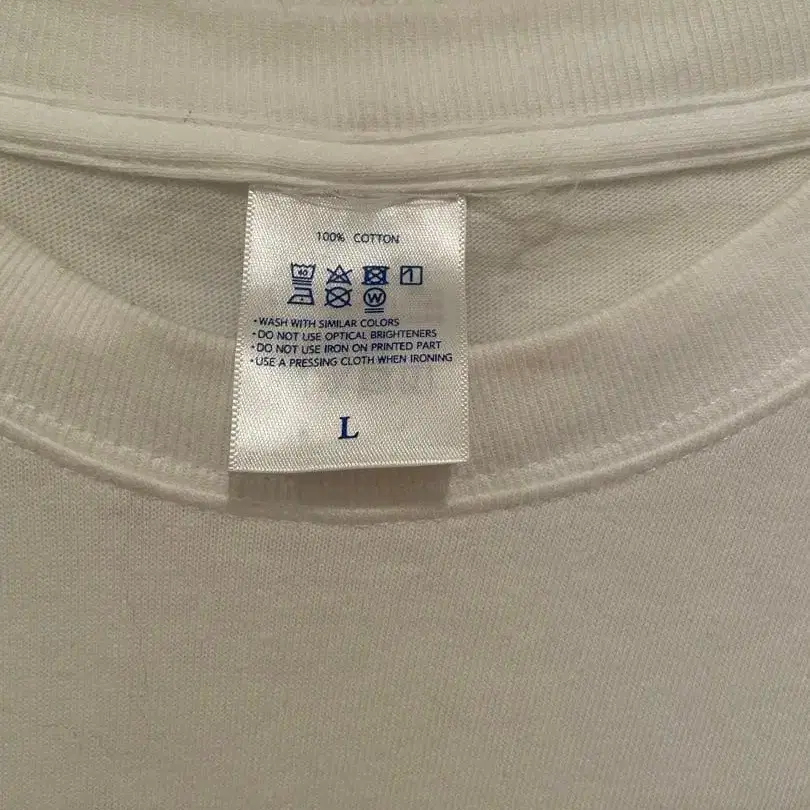 100% COTTON
40
W
• WASH WITH SIMILAR COLORS
• DO NOT USE OPTICAL BRIGHTENERS
• DO NOT USE IRON ON PRINTED PART
• USE A PRESSING CLOTH WHEN IRONING
L